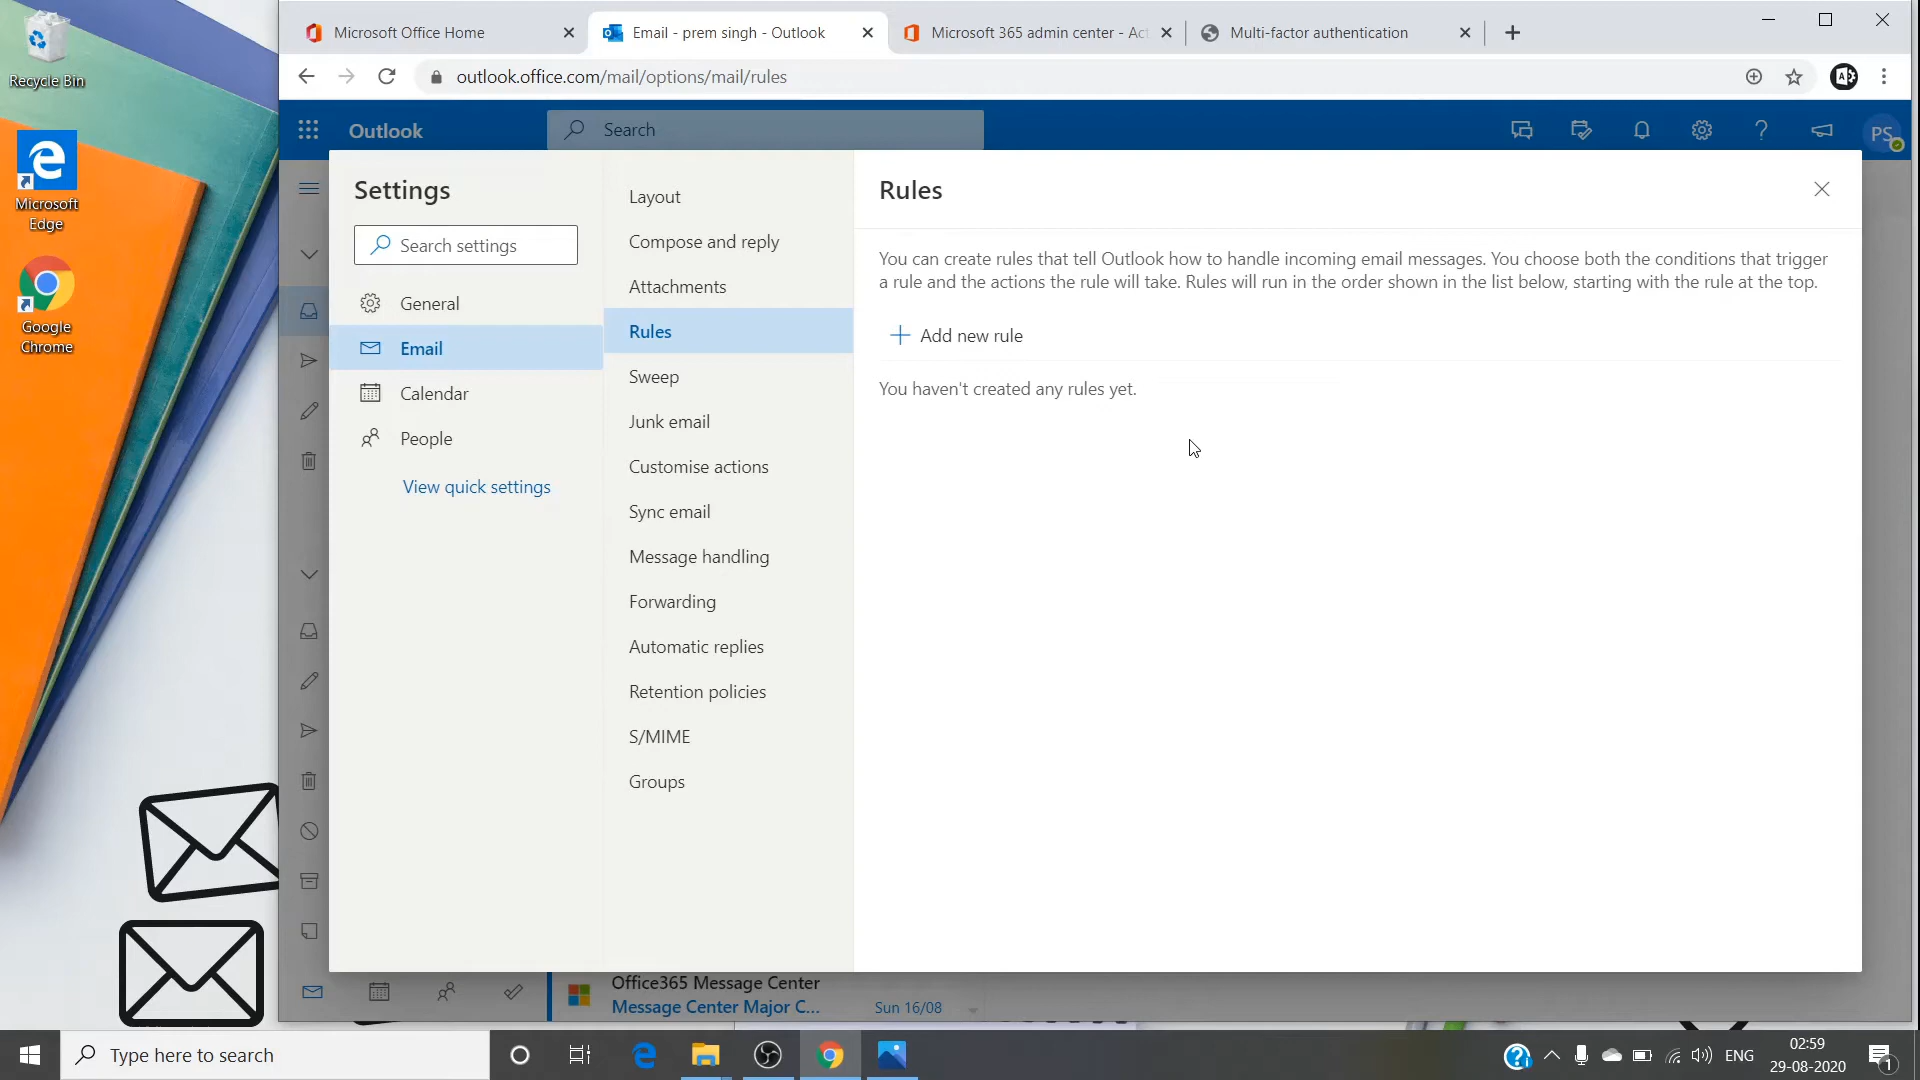 Recycle Bin
Microsoft Edge
Google Chrome
Microsoft Office Home
Email - prem singh - Outlook
Microsoft 365 admin center - Act
Multi-factor authentication
outlook.office.com/mail/options/mail/rules
Outlook
Search
PS
Settings
Search settings
General
Email
Calendar
People
View quick settings
Layout
Compose and reply
Attachments
Rules
Sweep
Junk email
Customise actions
Sync email
Message handling
Forwarding
Automatic replies
Retention policies
S/MIME
Groups
Rules
You can create rules that tell Outlook how to handle incoming email messages. You choose both the conditions that trigger
a rule and the actions the rule will take. Rules will run in the order shown in the list below, starting with the rule at the top.
Add new rule
You haven't created any rules yet.
Office365 Message Center
Message Center Major C...
Sun 16/08
Type here to search
ENG
02:59
29-08-2020
1